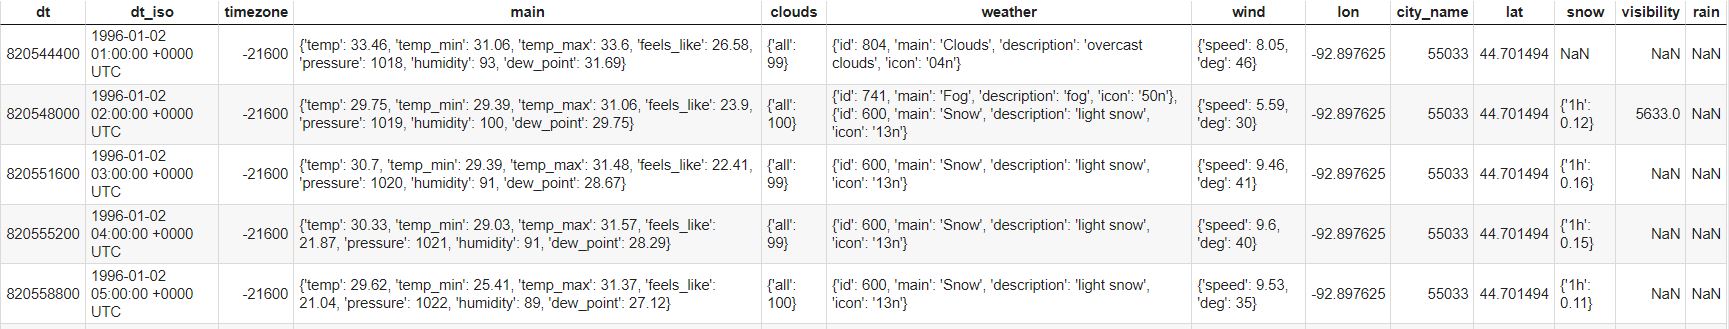 dt dt_iso timezone main clouds weather wind lon city_name lat snow visibility rain
820544400 1996-01-02 01:00:00 +0000 UTC -21600 {'temp': 33.46, 'temp_min': 31.06, 'temp_max': 33.6, 'feels_like': 26.58, 'pressure': 1018, 'humidity': 93, 'dew_point': 31.69} {'all': 99} {'id': 804, 'main': 'Clouds', 'description': 'overcast clouds', 'icon': '04n'} {'speed': 8.05, 'deg': 46} -92.897625 55033 44.701494 NaN NaN NaN
820548000 1996-01-02 02:00:00 +0000 UTC -21600 {'temp': 29.75, 'temp_min': 29.39, 'temp_max': 31.06, 'feels_like': 23.9, 'pressure': 1019, 'humidity': 100, 'dew_point': 29.75} {'all': 100} {'id': 741, 'main': 'Fog', 'description': 'fog', 'icon': '50n'}, {'id': 600, 'main': 'Snow', 'description': 'light snow', 'icon': '13n'} {'speed': 5.59, 'deg': 30} -92.897625 55033 44.701494 {'1h': 0.12} 5633.0 NaN
820551600 1996-01-02 03:00:00 +0000 UTC -21600 {'temp': 30.7, 'temp_min': 29.39, 'temp_max': 31.48, 'feels_like': 22.41, 'pressure': 1020, 'humidity': 91, 'dew_point': 28.67} {'all': 99} {'id': 600, 'main': 'Snow', 'description': 'light snow', 'icon': '13n'} {'speed': 9.46, 'deg': 41} -92.897625 55033 44.701494 {'1h': 0.16} NaN NaN
820555200 1996-01-02 04:00:00 +0000 UTC -21600 {'temp': 30.33, 'temp_min': 29.03, 'temp_max': 31.57, 'feels_like': 21.87, 'pressure': 1021, 'humidity': 91, 'dew_point': 28.29} {'all': 99} {'id': 600, 'main': 'Snow', 'description': 'light snow', 'icon': '13n'} {'speed': 9.6, 'deg': 40} -92.897625 55033 44.701494 {'1h': 0.15} NaN NaN
820558800 1996-01-02 05:00:00 +0000 UTC -21600 {'temp': 29.62, 'temp_min': 25.41, 'temp_max': 31.37, 'feels_like': 21.04, 'pressure': 1022, 'humidity': 89, 'dew_point': 27.12} {'all': 100} {'id': 600, 'main': 'Snow', 'description': 'light snow', 'icon': '13n'} {'speed': 9.53, 'deg': 35} -92.897625 55033 44.701494 {'1h': 0.11} NaN NaN